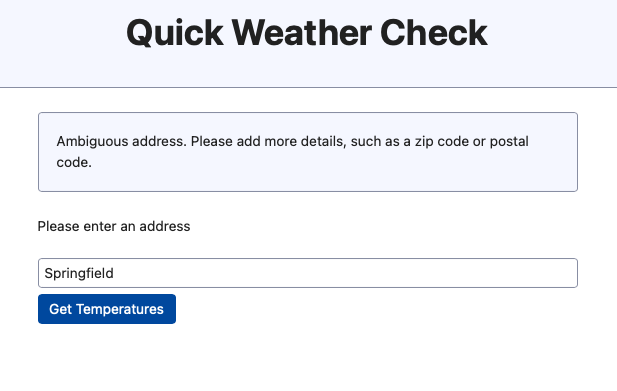 Quick Weather Check
Ambiguous address. Please add more details, such as a zip code or postal
code.
Please enter an address
Springfield
Get Temperatures